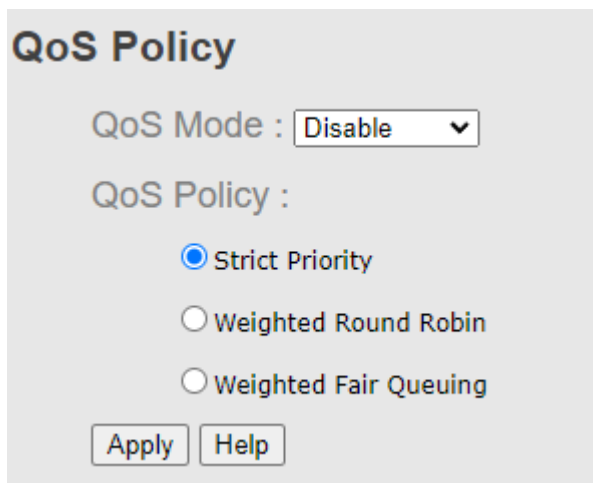 QoS Policy
QoS Mode : Disable
QoS Policy :
Strict Priority
Weighted Round Robin
Weighted Fair Queuing
Apply Help